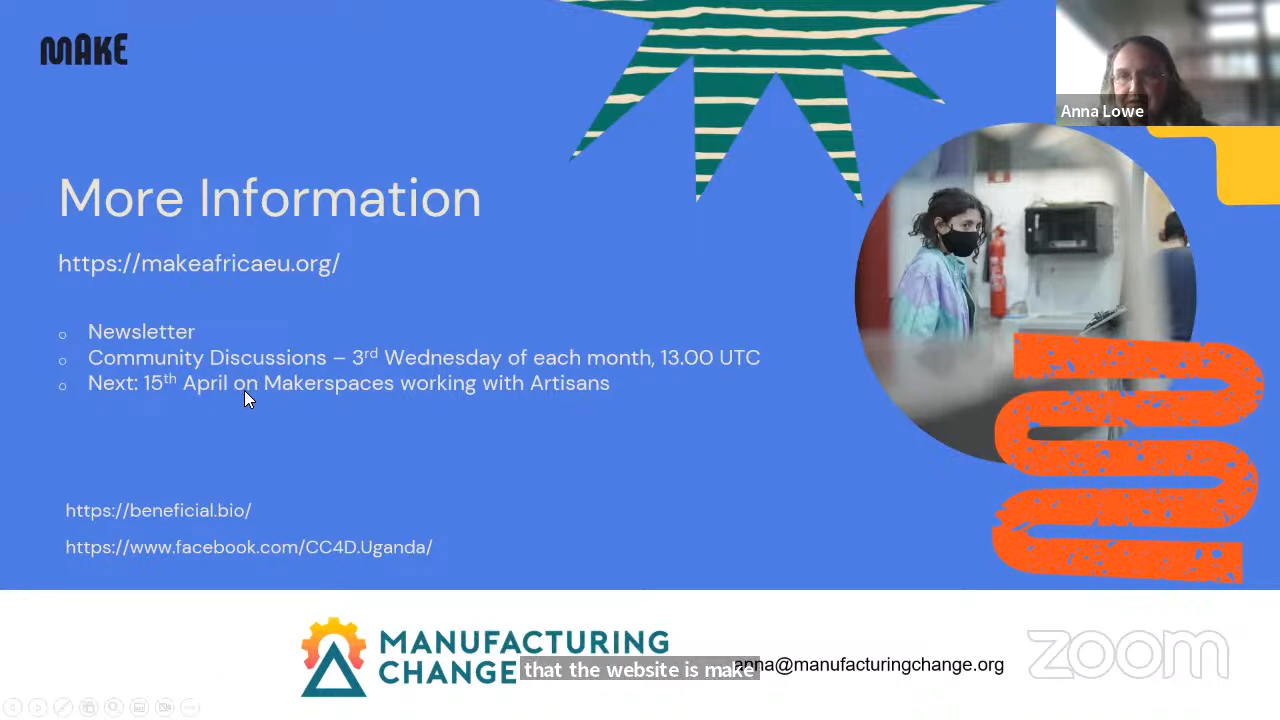 MAKE
Anna Lowe
More Information
https://makeafricaeu.org/
Newsletter
Community Discussions – 3rd Wednesday of each month, 13.00 UTC
Next: 15th April on Makerspaces working with Artisans
https://beneficial.bio/
https://www.facebook.com/CC4D.Uganda/
MANUFACTURING
CHANGE
that the website is make
anna@manufacturingchange.org
zoom